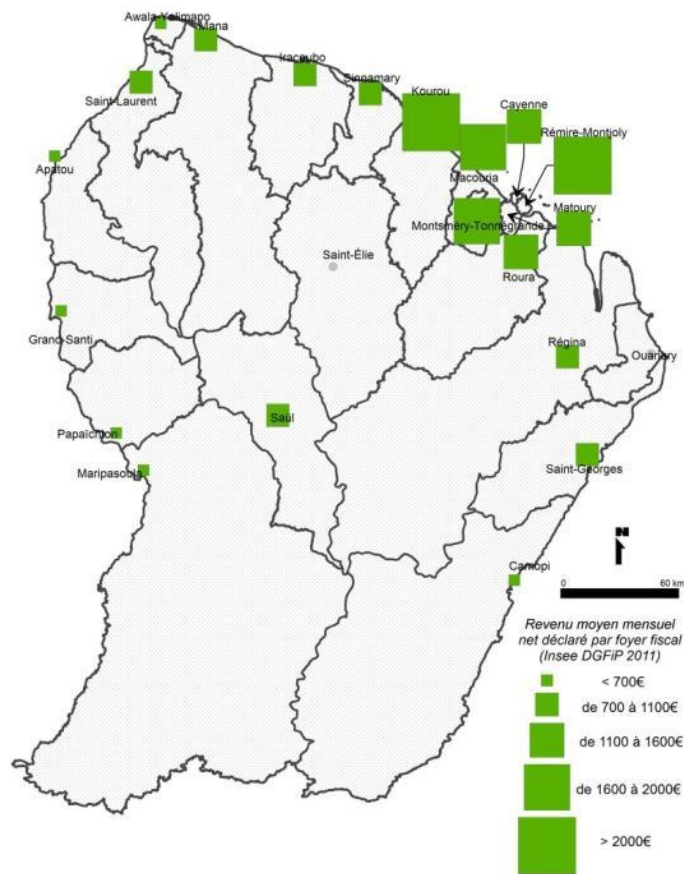 Awala-Yalimapo
Mana
Iracoubo
Sinnamary
Saint-Laurent
Kourou
Cayenne
Rémire-Montjoly
Apatou
Macouria
Montsméry-Tonnégrande
Matoury
Saint-Élie
Roura
Grand-Santi
Régina
Ouanary
Saül
Papaïchton
Maripasoula
Saint-Georges
Camopi
N
0 60 km
Revenu moyen mensuel
net déclaré par foyer fiscal
(Insee DGFiP 2011)
< 700€
de 700 à 1100€
de 1100 à 1600€
de 1600 à 2000€
> 2000€